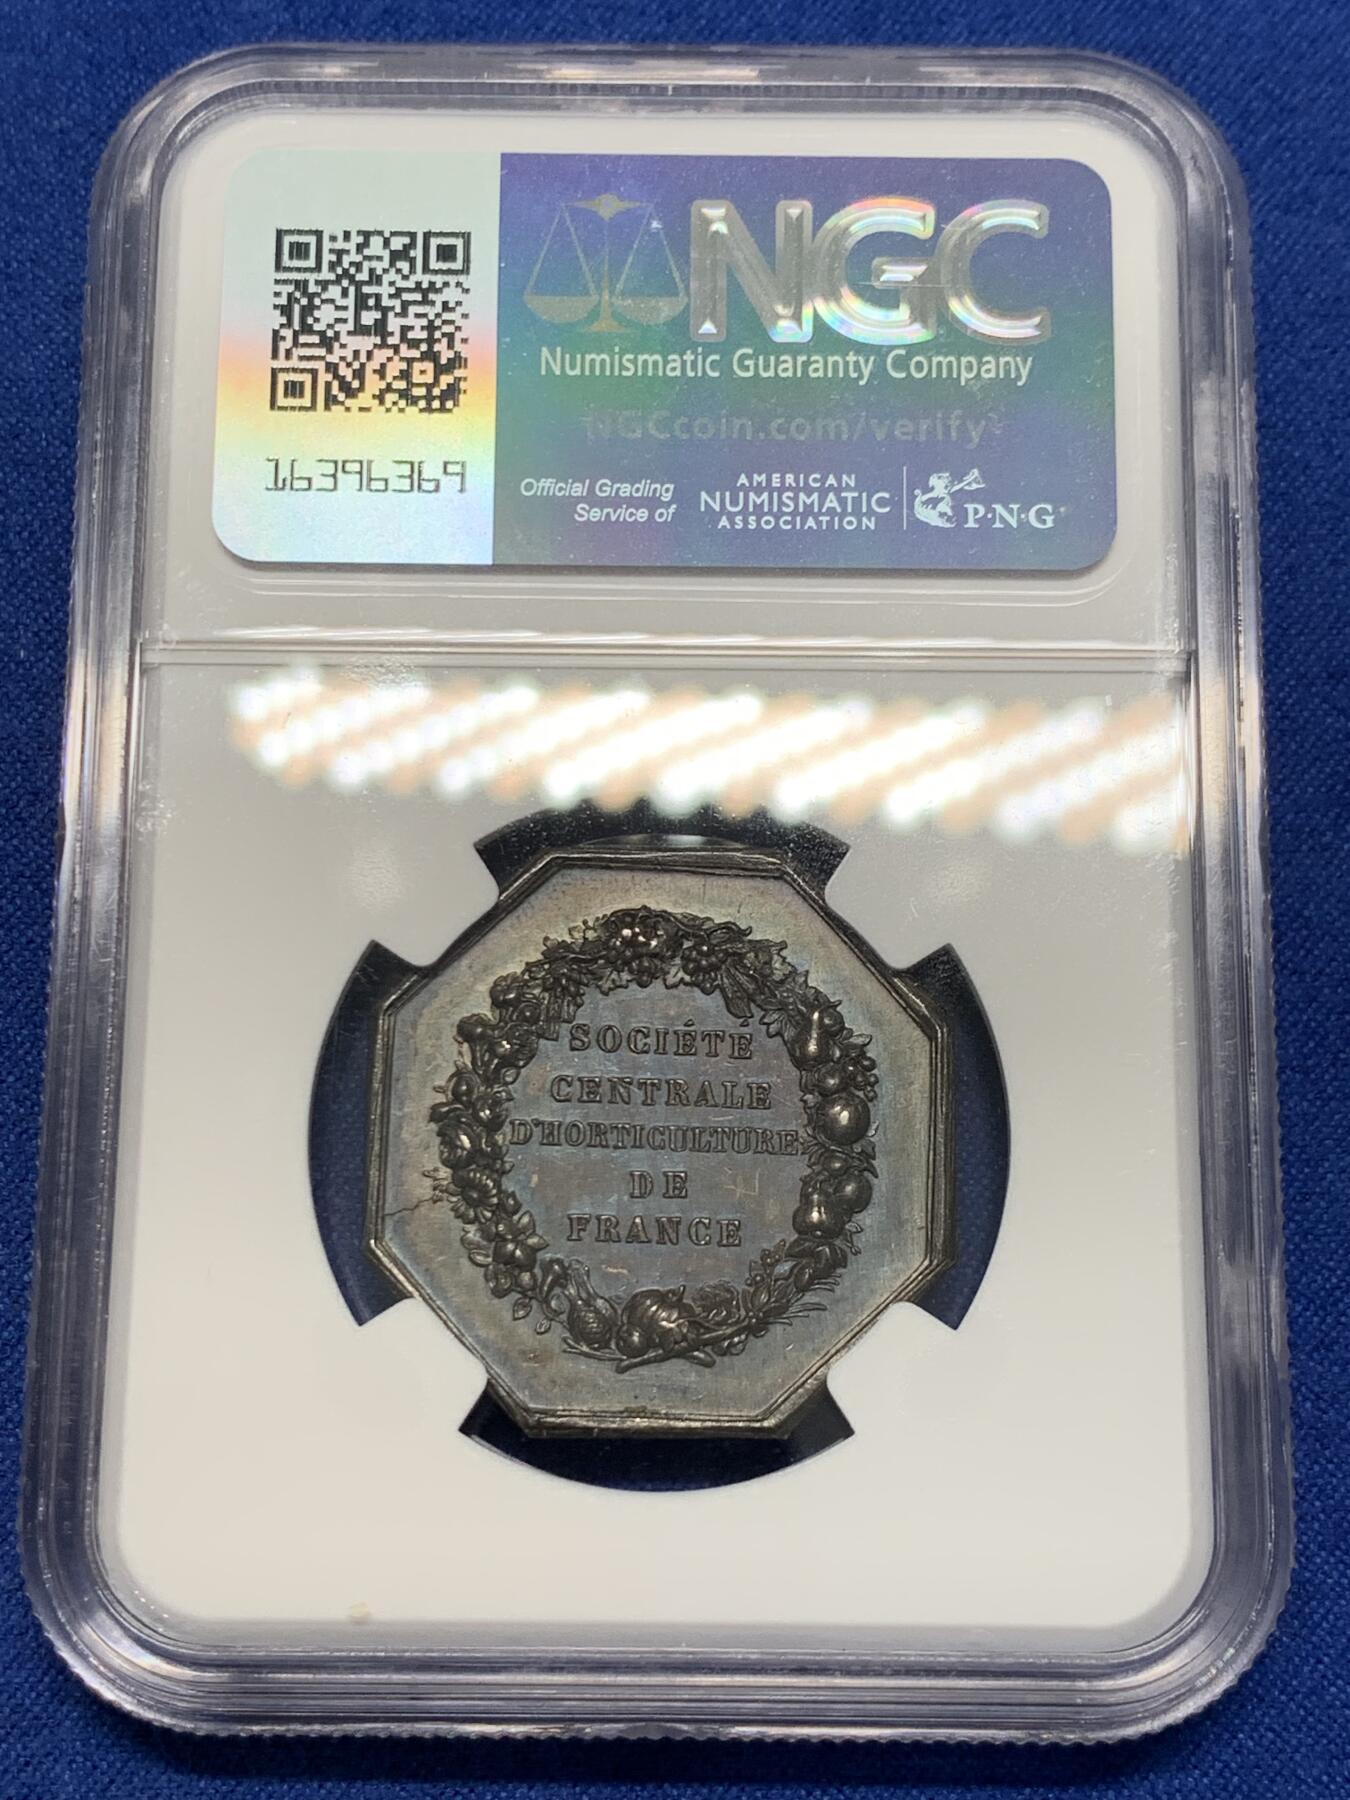 NGC
Numismatic Guaranty Company
NGCcoin.com/verify
16396369
Official Grading
Service of
AMERICAN
NUMISMATIC
ASSOCIATION
P·N·G
SOCIÉTÉ
CENTRALE
D'HORTICULTURE
DE
FRANCE